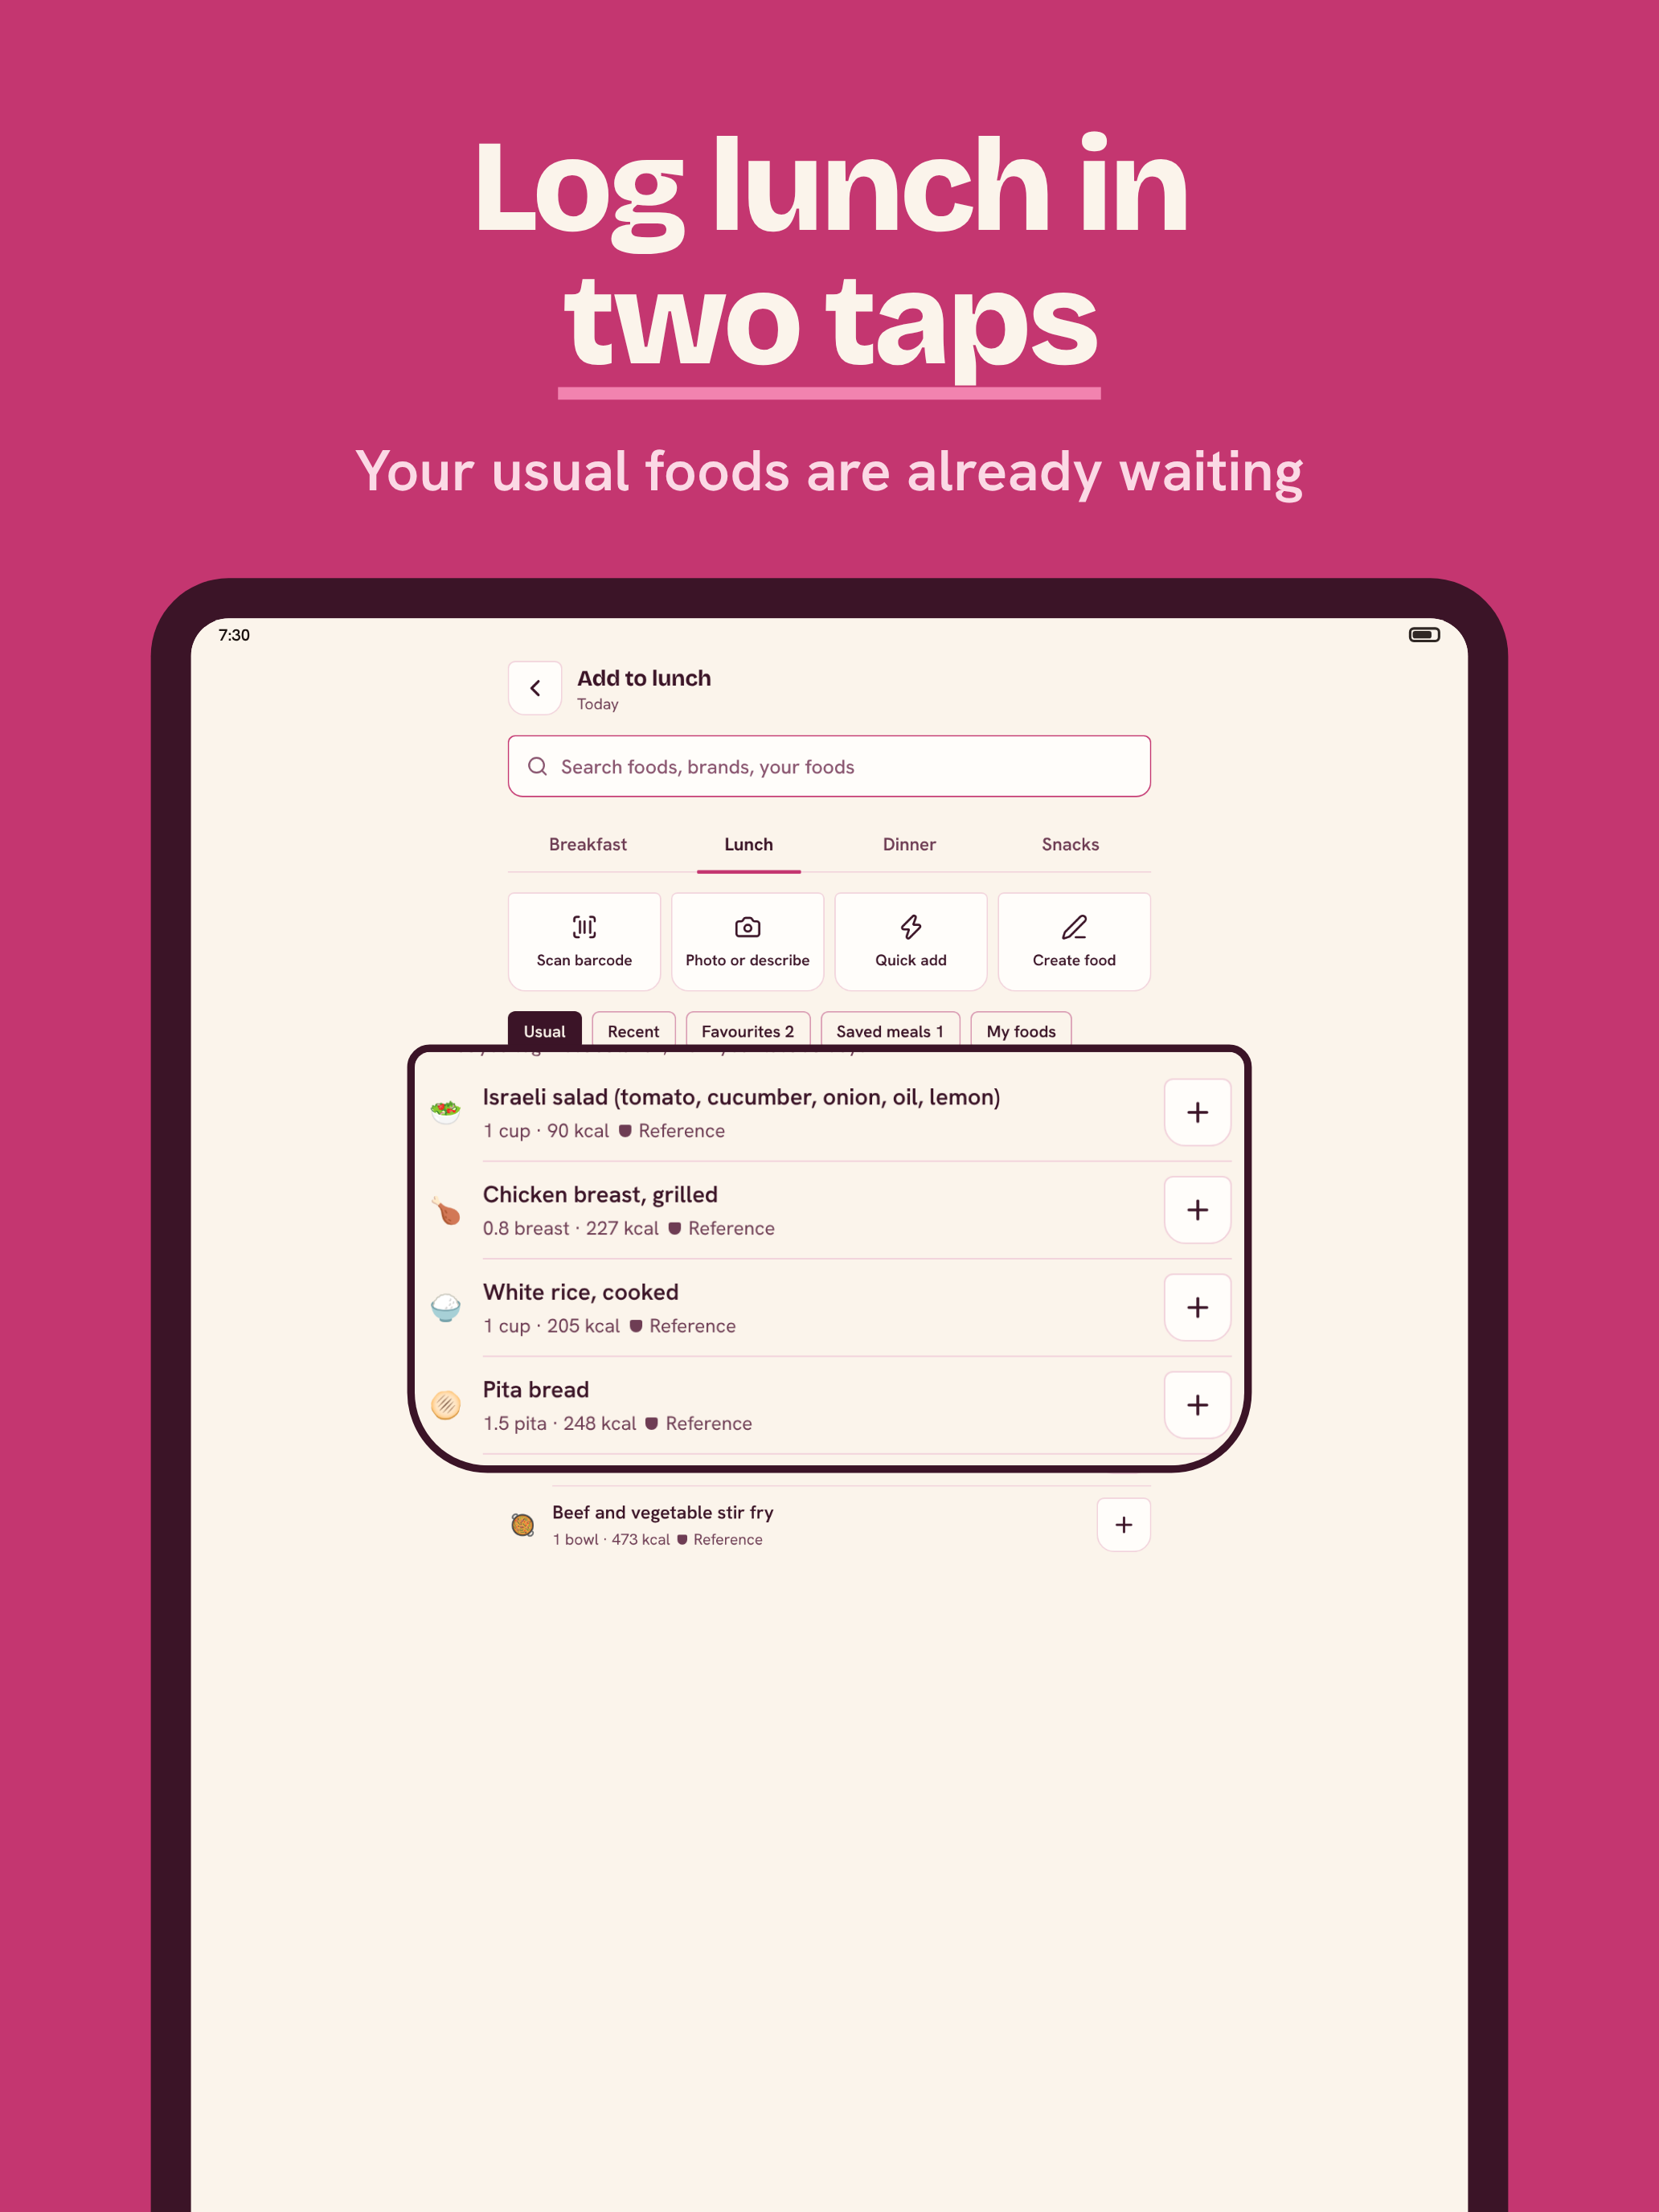 Log lunch in
two taps
Your usual foods are already waiting
7:30
Add to lunch
Today
Search foods, brands, your foods
Breakfast Lunch Dinner Snacks
Scan barcode Photo or describe Quick add Create food
Usual Recent Favourites 2 Saved meals 1 My foods
Israeli salad (tomato, cucumber, onion, oil, lemon)
1 cup · 90 kcal Reference
Chicken breast, grilled
0.8 breast · 227 kcal Reference
White rice, cooked
1 cup · 205 kcal Reference
Pita bread
1.5 pita · 248 kcal Reference
Beef and vegetable stir fry
1 bowl · 473 kcal Reference